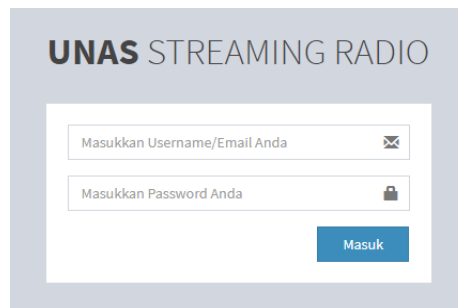 UNAS STREAMING RADIO
Masukkan Username/Email Anda
Masukkan Password Anda
Masuk